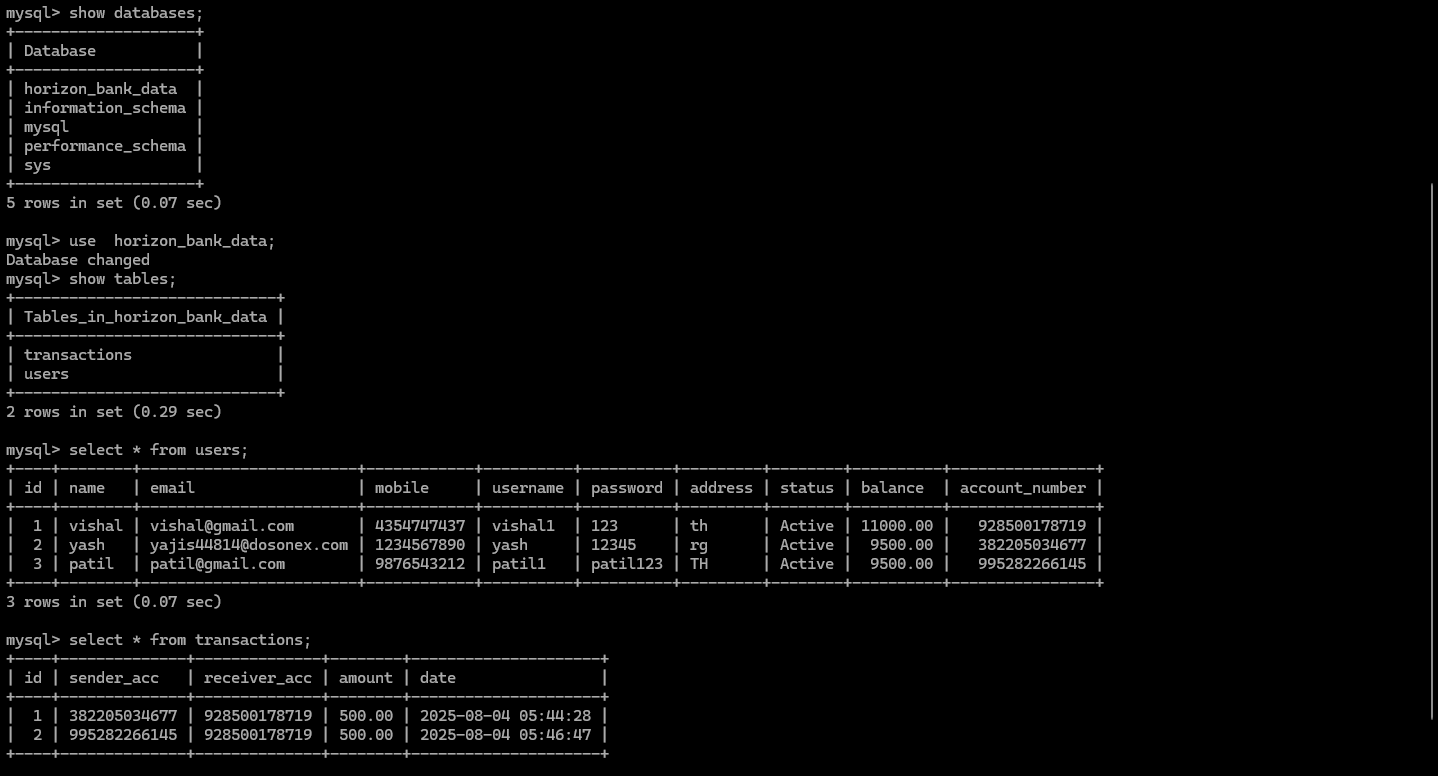 mysql> show databases;
+--------------------+
| Database           |
+--------------------+
| horizon_bank_data  |
| information_schema |
| mysql              |
| performance_schema |
| sys                |
+--------------------+
5 rows in set (0.07 sec)
mysql> use  horizon_bank_data;
Database changed
mysql> show tables;
+-----------------------------+
| Tables_in_horizon_bank_data |
+-----------------------------+
| transactions                |
| users                       |
+-----------------------------+
2 rows in set (0.29 sec)
mysql> select * from users;
+----+--------+----------------------+------------+----------+----------+---------+--------+----------+----------------+
| id | name   | email                | mobile     | username | password | address | status | balance  | account_number |
+----+--------+----------------------+------------+----------+----------+---------+--------+----------+----------------+
|  1 | vishal | vishal@gmail.com     | 4354747437 | vishal1  | 123      | th      | Active | 11000.00 |   928500178719 |
|  2 | yash   | yajis44814@dosonex.com | 1234567890 | yash     | 12345    | rg      | Active |  9500.00 |   382205034677 |
|  3 | patil  | patil@gmail.com      | 9876543212 | patil1   | patil123 | TH      | Active |  9500.00 |   995282266145 |
+----+--------+----------------------+------------+----------+----------+---------+--------+----------+----------------+
3 rows in set (0.07 sec)
mysql> select * from transactions;
+----+--------------+--------------+--------+---------------------+
| id | sender_acc   | receiver_acc | amount | date                |
+----+--------------+--------------+--------+---------------------+
|  1 | 382205034677 | 928500178719 | 500.00 | 2025-08-04 05:44:28 |
|  2 | 995282266145 | 928500178719 | 500.00 | 2025-08-04 05:46:47 |
+----+--------------+--------------+--------+---------------------+